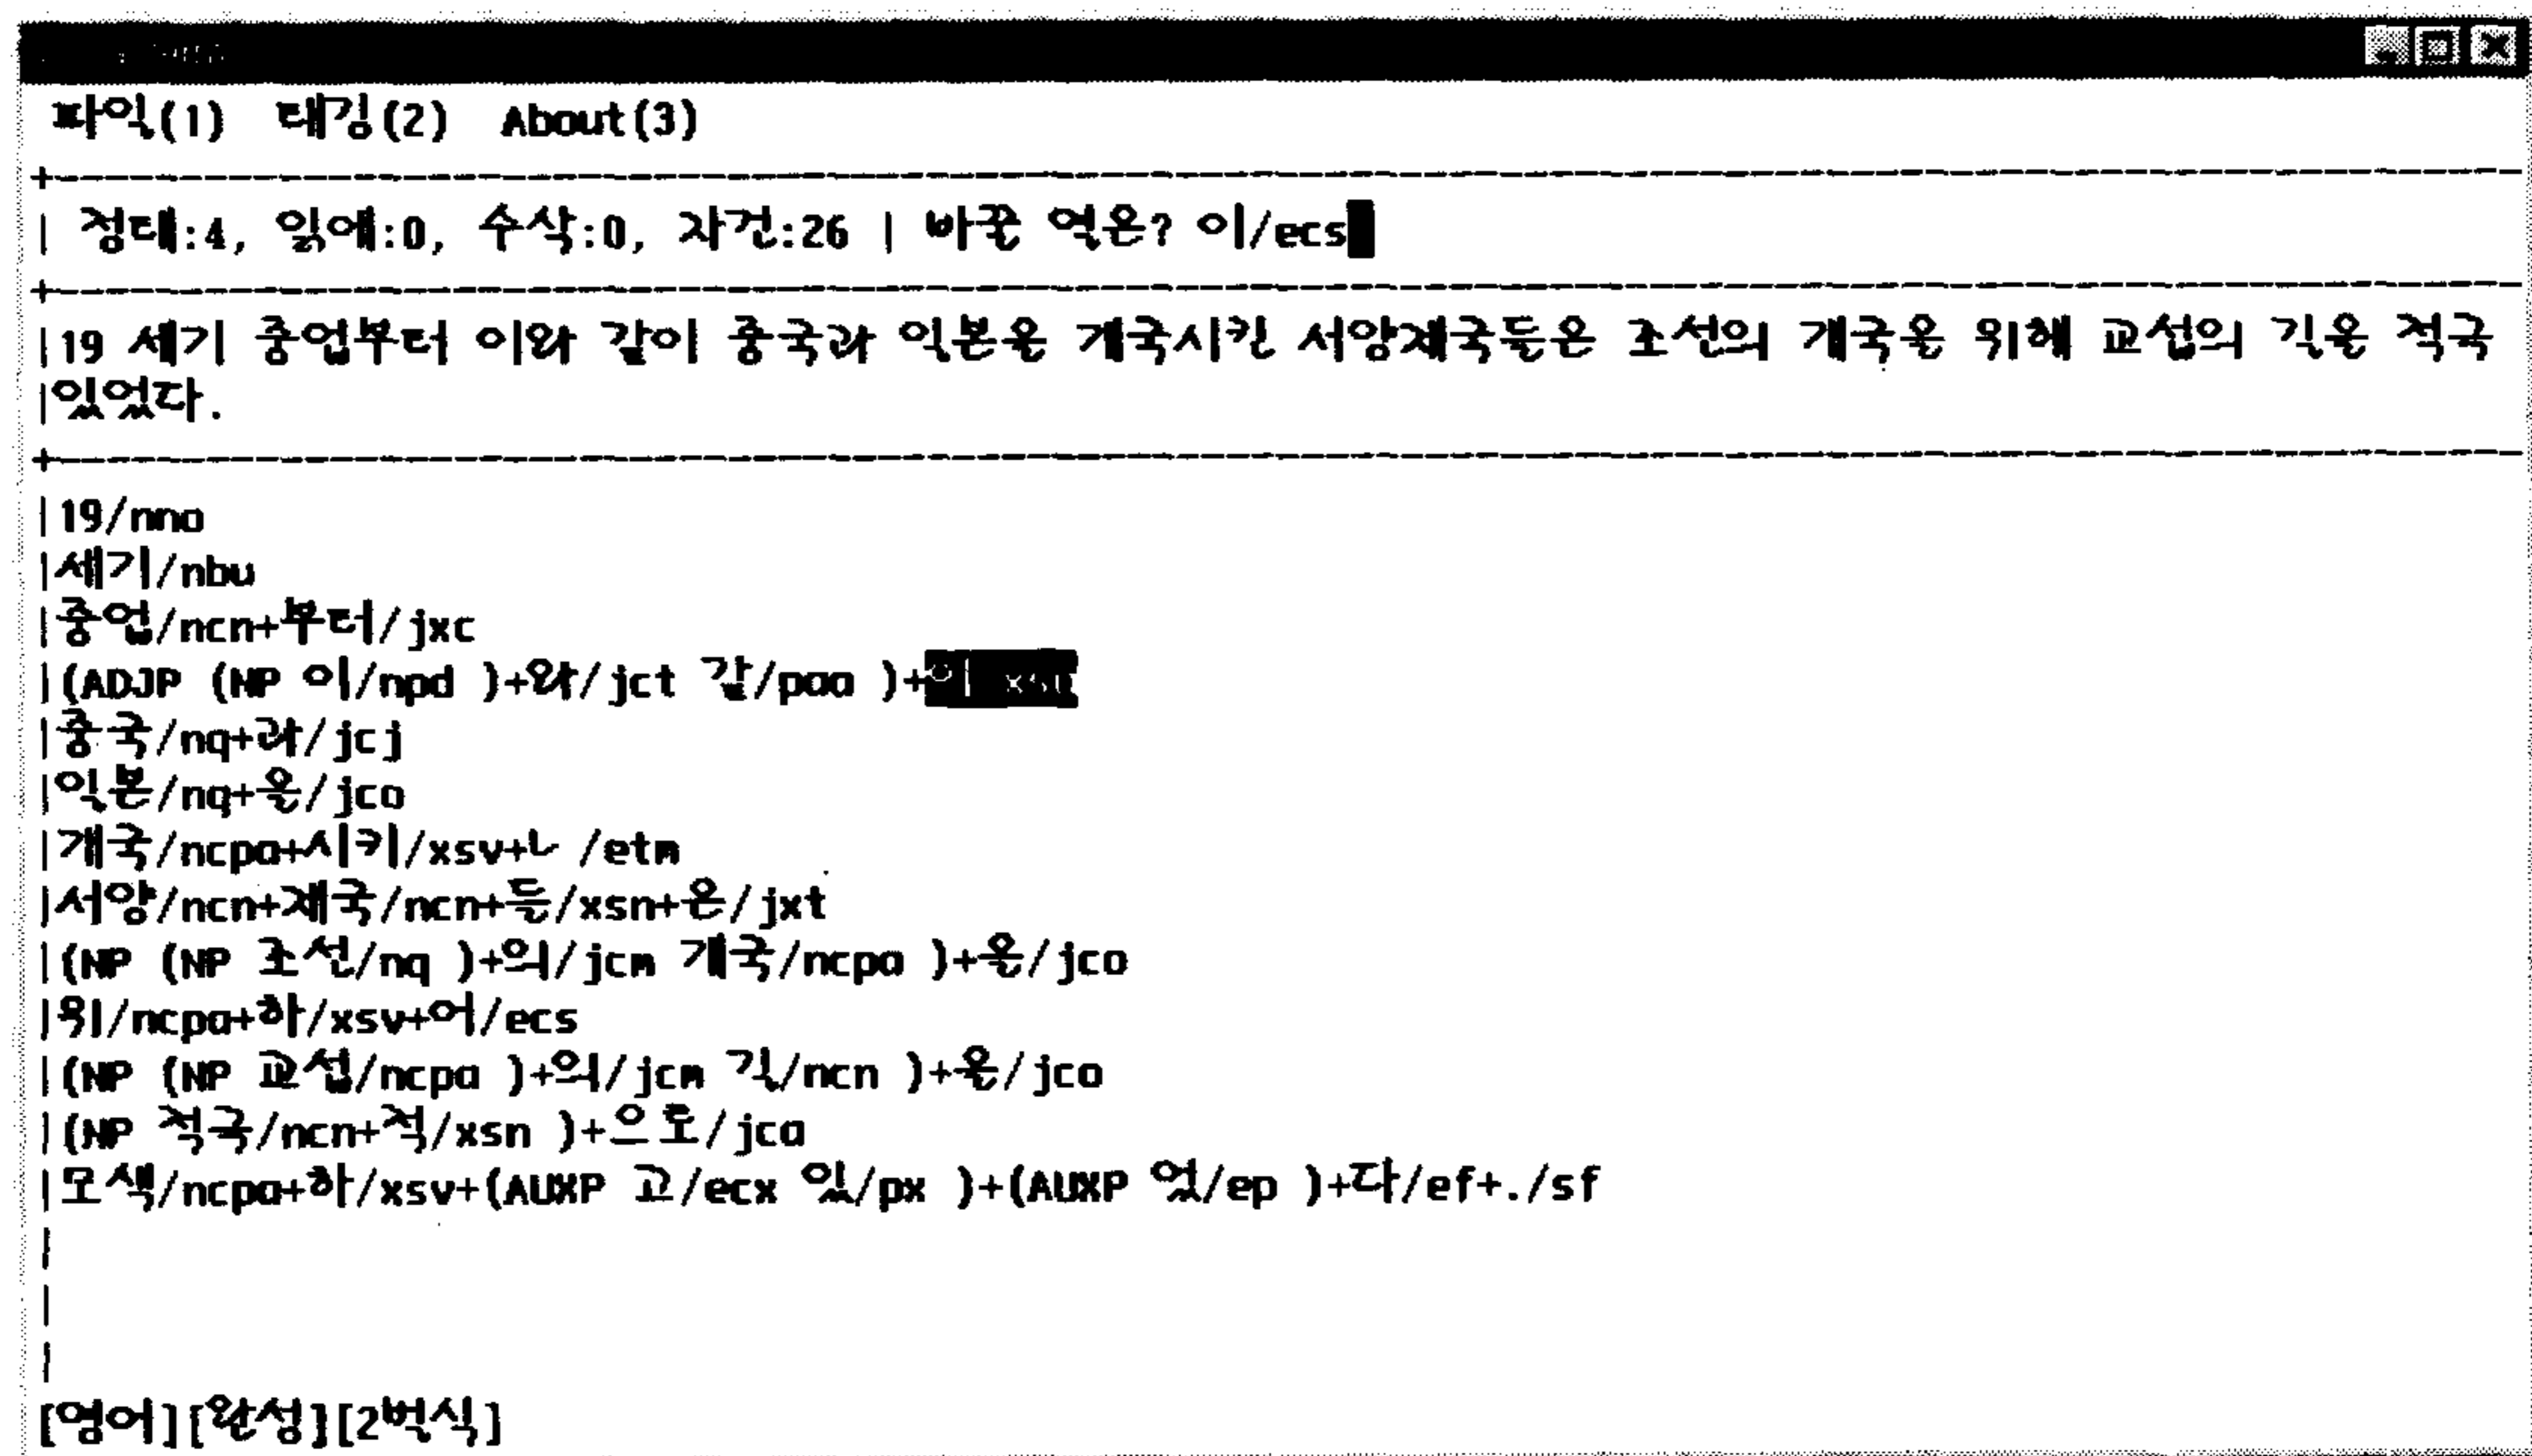 파일(1) 태깅(2) About(3)
+------------------------------------------------------------
| 정태:4, 읽에:0, 수삭:0, 자건:26 | 바꿀 열은? 이/ecs
+------------------------------------------------------------
|19 세기 중엽부터 이와 같이 중국과 일본을 개국시킨 서양제국들은 조선의 개국을 위해 교섭의 길을 적극
|있었다.
+------------------------------------------------------------
|19/nno
|세기/nbu
|중엽/ncn+부터/jxc
|(ADJP (NP 이/npd )+와/jct 같/paa )+이
|중국/nq+과/jcj
|일본/nq+을/jco
|개국/ncpa+시키/xsv+ㄴ /etm
|서양/ncn+제국/ncn+들/xsn+은/jxt
|(NP (NP 조선/nq )+의/jcm 개국/ncpa )+을/jco
|위/ncpa+하/xsv+어/ecs
|(NP (NP 교섭/ncpa )+의/jcm 길/ncn )+을/jco
|(NP 적극/ncn+적/xsn )+으로/jca
|모색/ncpa+하/xsv+(AUXP 고/ecx 있/px )+(AUXP 었/ep )+다/ef+./sf
|
|
|
[영어][완성][2벌식]